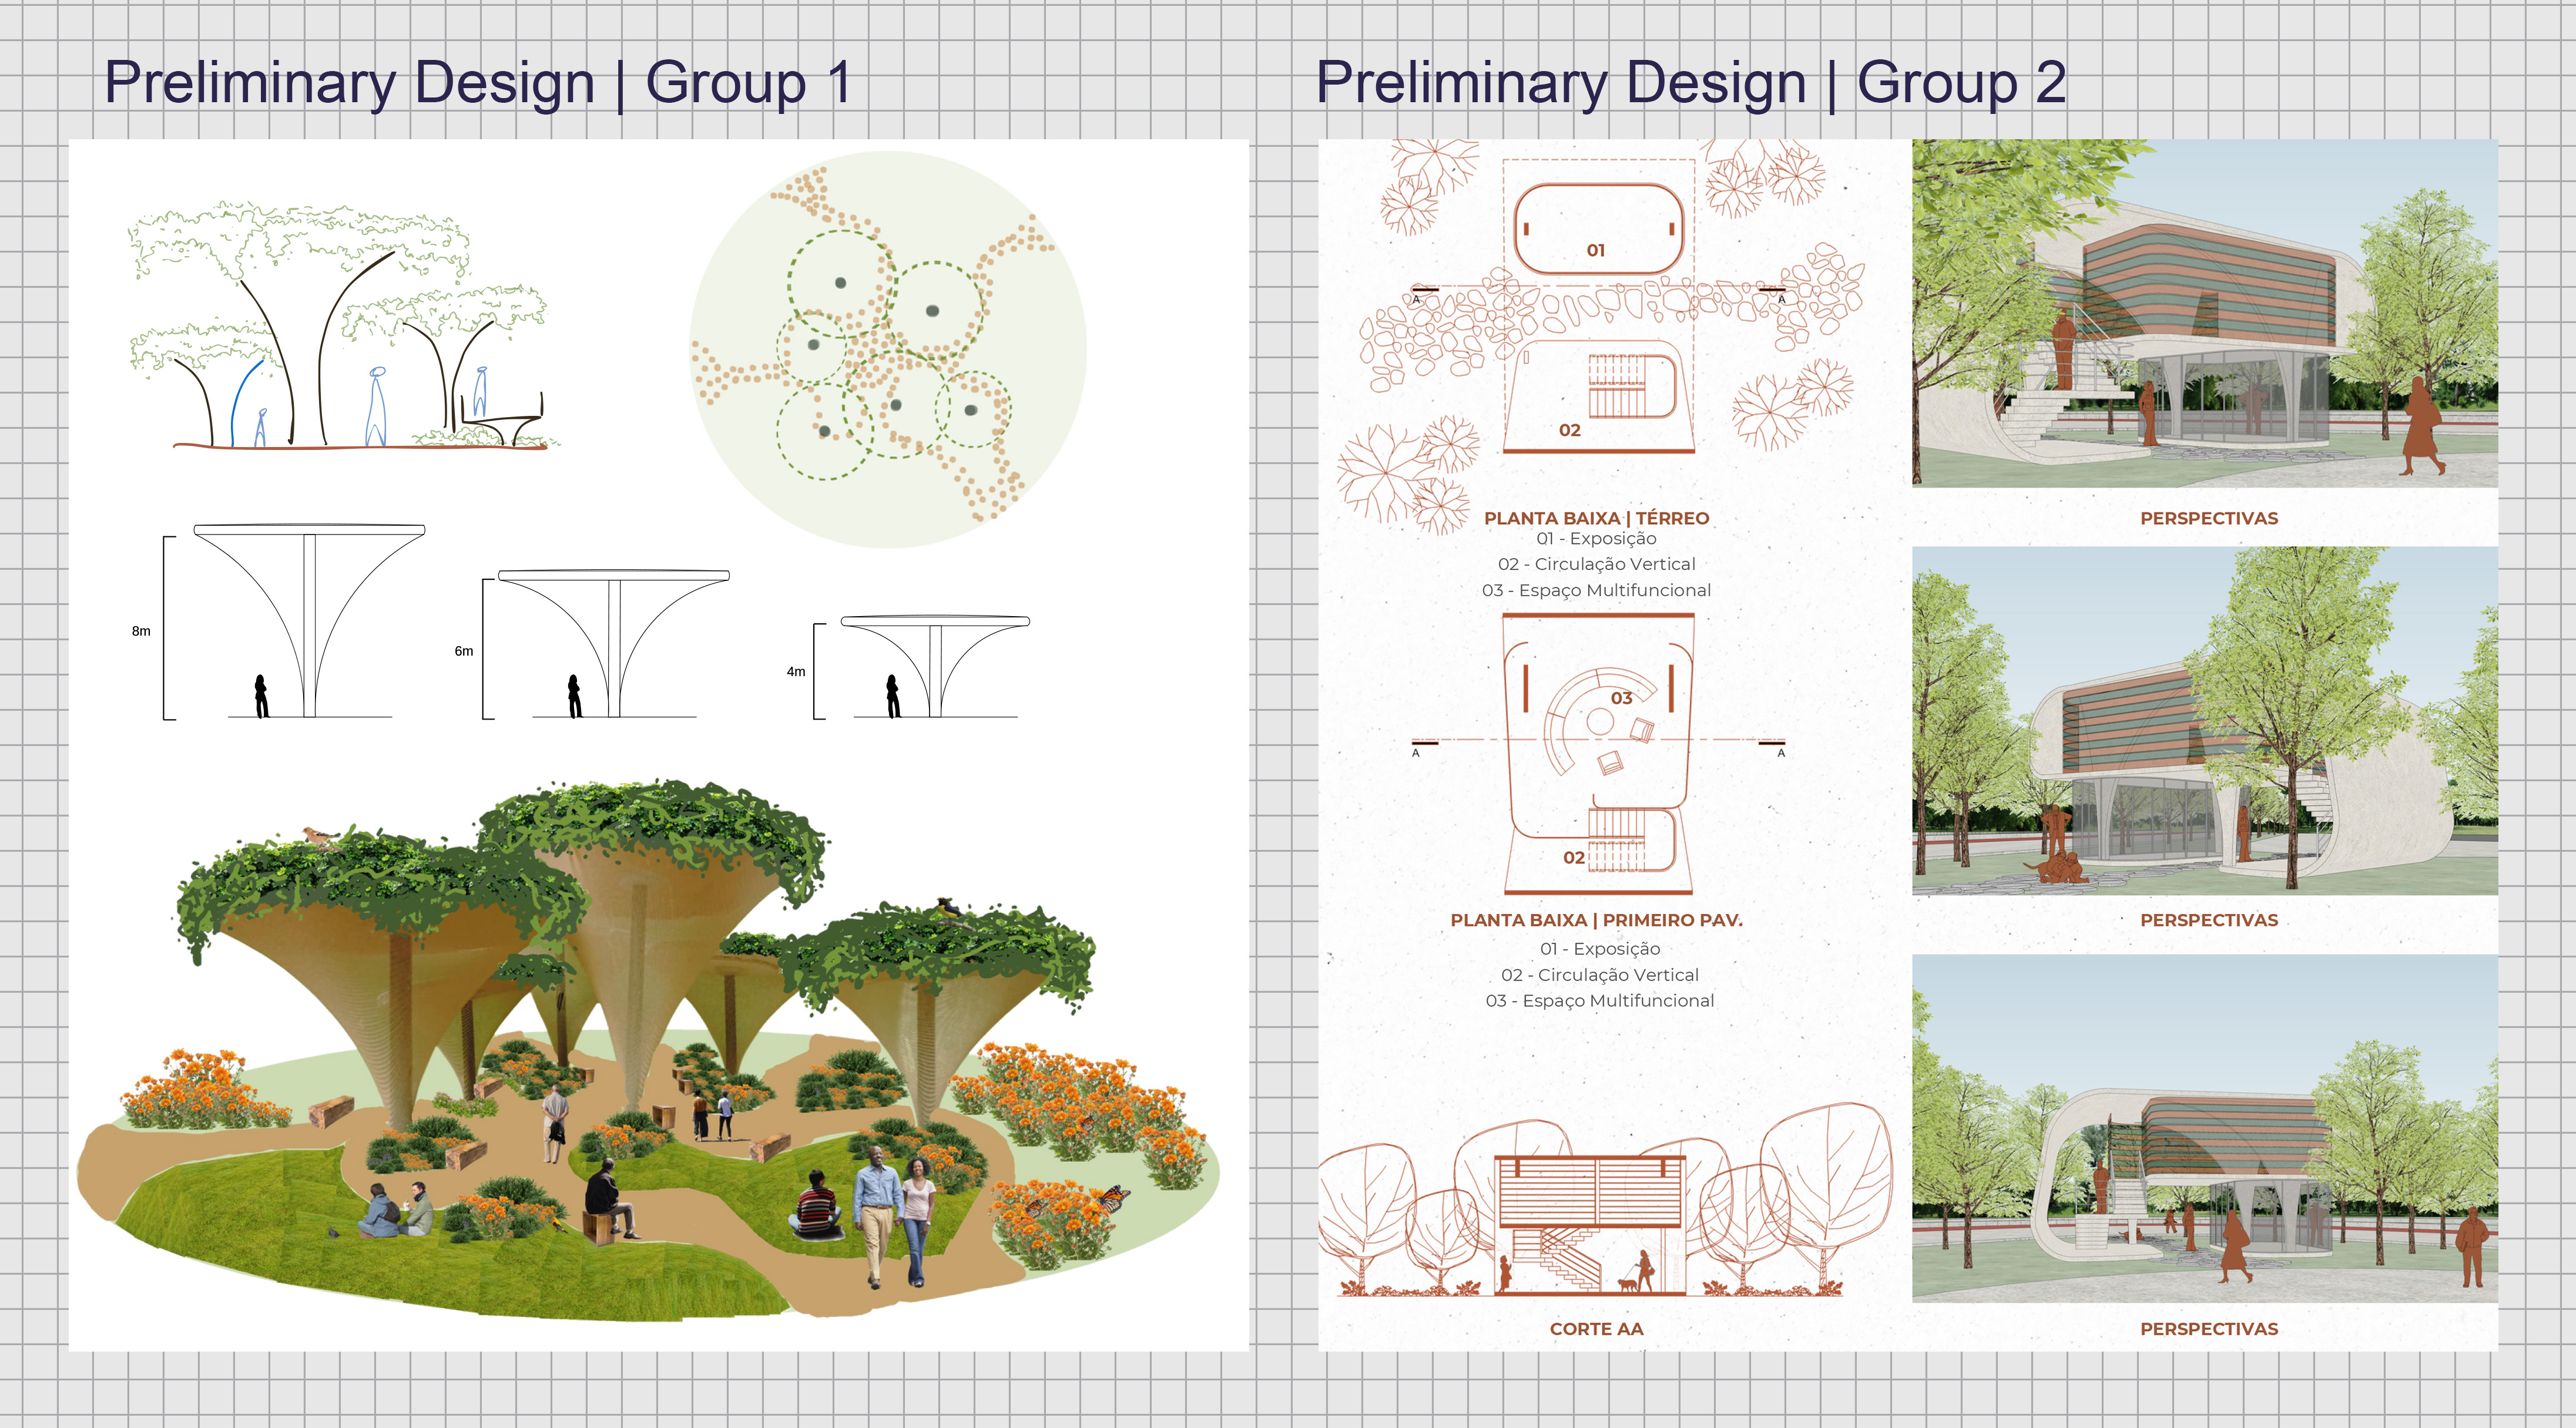 Preliminary Design | Group 1
8m
6m
4m
Preliminary Design | Group 2
01
A
A
02
PLANTA BAIXA | TÉRREO
01 - Exposição
02 - Circulação Vertical
03 - Espaço Multifuncional
03
A
A
02
PLANTA BAIXA | PRIMEIRO PAV.
01 - Exposição
02 - Circulação Vertical
03 - Espaço Multifuncional
CORTE AA
PERSPECTIVAS
PERSPECTIVAS
PERSPECTIVAS